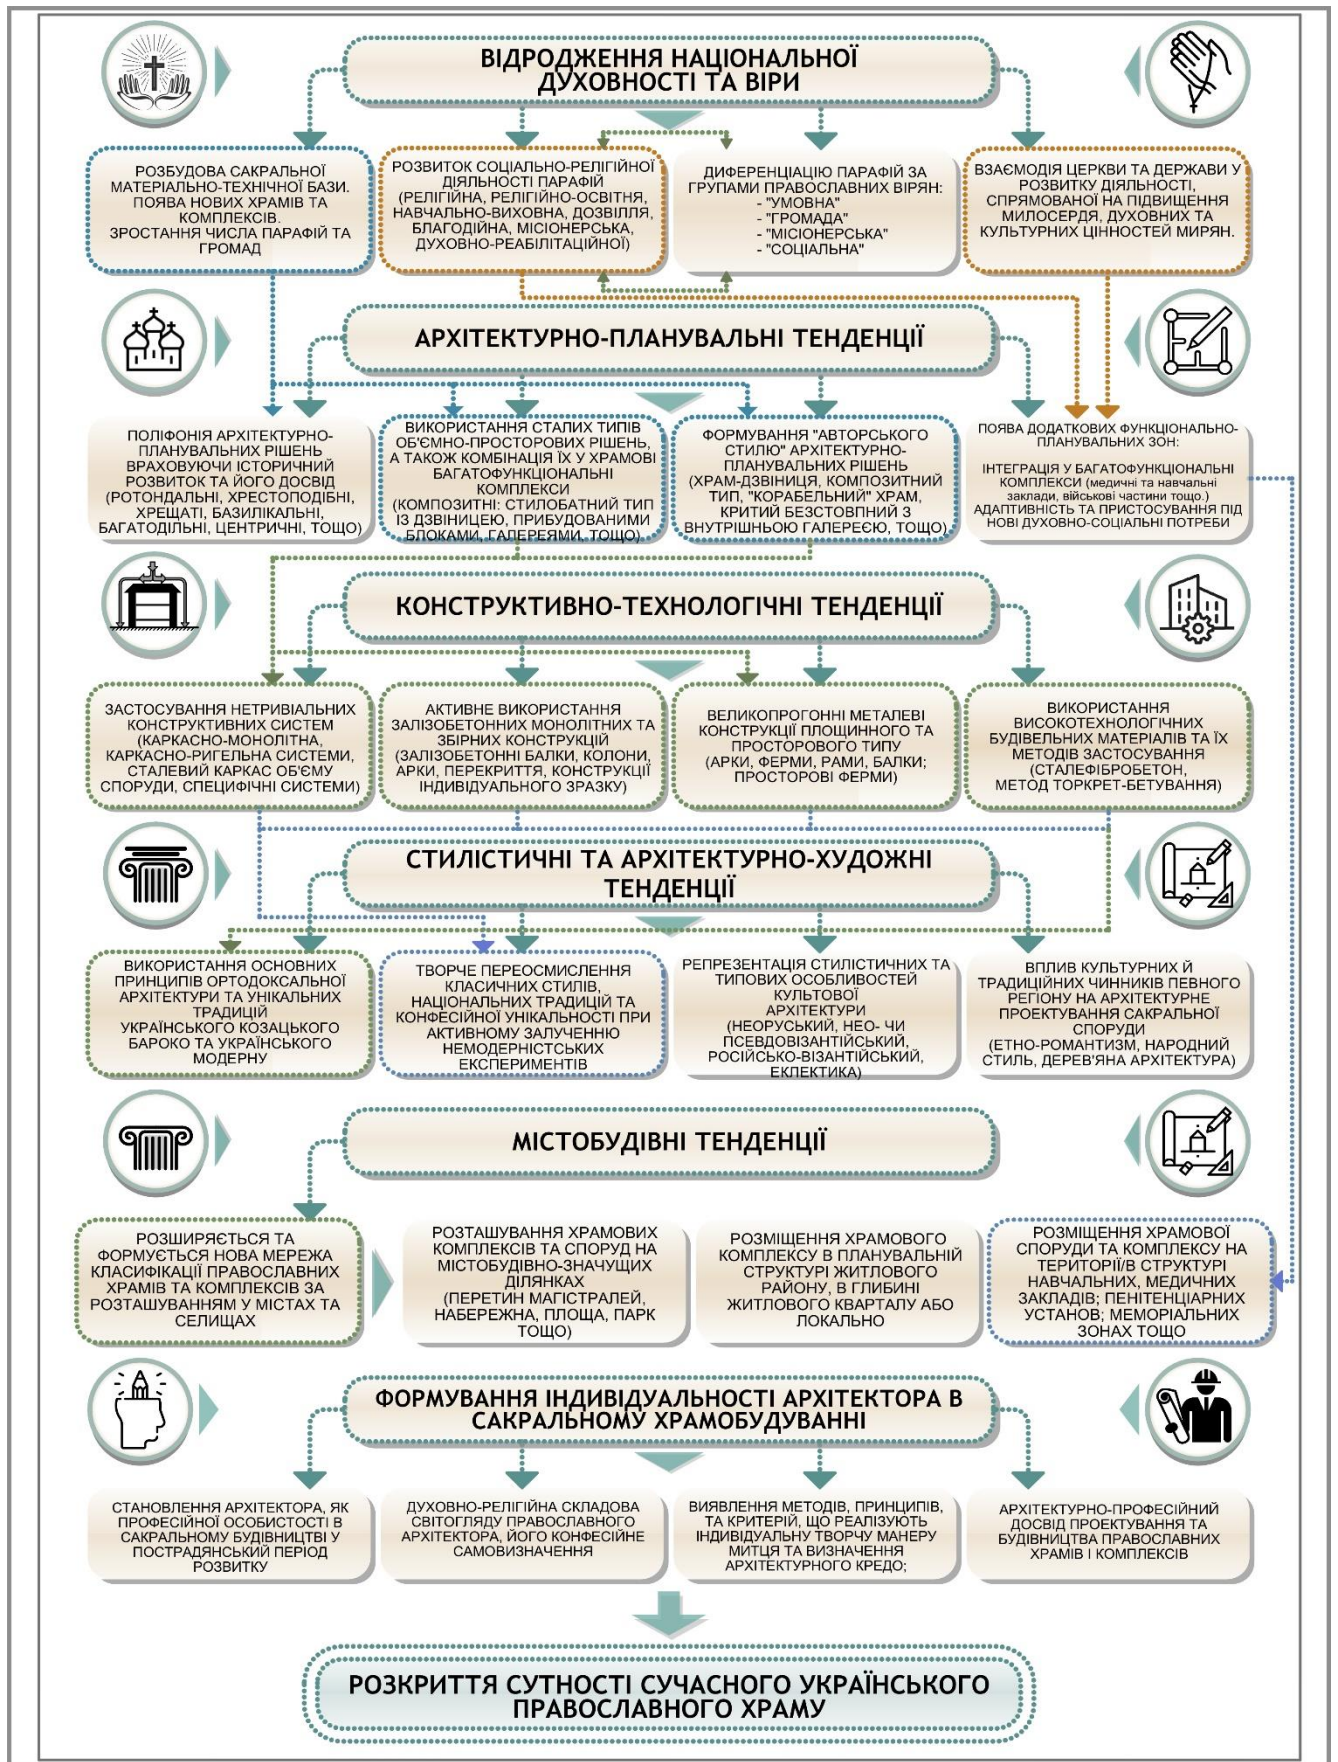 ВІДРОДЖЕННЯ НАЦІОНАЛЬНОЇ
ДУХОВНОСТІ ТА ВІРИ
РОЗБУДОВА САКРАЛЬНОЇ
МАТЕРІАЛЬНО-ТЕХНІЧНОЇ БАЗИ.
ПОЯВА НОВИХ ХРАМІВ ТА
КОМПЛЕКСІВ.
ЗРОСТАННЯ ЧИСЛА ПАРАФІЙ ТА
ГРОМАД
РОЗВИТОК СОЦІАЛЬНО-РЕЛІГІЙНОЇ
ДІЯЛЬНОСТІ ПАРАФІЙ
(РЕЛІГІЙНА, РЕЛІГІЙНО-ОСВІТНЯ,
НАВЧАЛЬНО-ВИХОВНА, ДОЗВІЛЛЯ,
БЛАГОДІЙНА, МІСІОНЕРСЬКА,
ДУХОВНО-РЕАБІЛІТАЦІЙНОЇ)
ДИФЕРЕНЦІАЦІЮ ПАРАФІЙ ЗА
ГРУПАМИ ПРАВОСЛАВНИХ ВІРЯН:
- "УМОВНА"
- "ГРОМАДА"
- "МІСІОНЕРСЬКА"
- "СОЦІАЛЬНА"
ВЗАЄМОДІЯ ЦЕРКВИ ТА ДЕРЖАВИ У
РОЗВИТКУ ДІЯЛЬНОСТІ,
СПРЯМОВАНОЇ НА ПІДВИЩЕННЯ
МИЛОСЕРДЯ, ДУХОВНИХ ТА
КУЛЬТУРНИХ ЦІННОСТЕЙ МИРЯН.
АРХІТЕКТУРНО-ПЛАНУВАЛЬНІ ТЕНДЕНЦІЇ
ПОЛІФОНІЯ АРХІТЕКТУРНО-
ПЛАНУВАЛЬНИХ РІШЕНЬ
ВРАХОВУЮЧИ ІСТОРИЧНИЙ
РОЗВИТОК ТА ЙОГО ДОСВІД
(РОТОНДАЛЬНІ, ХРЕСТОПОДІБНІ,
ХРЕЩАТІ, БАЗИЛІКАЛЬНІ,
БАГАТОДІЛЬНІ, ЦЕНТРИЧНІ, ТОЩО)
ВИКОРИСТАННЯ СТАЛИХ ТИПІВ
ОБ'ЄМНО-ПРОСТОРОВИХ РІШЕНЬ,
А ТАКОЖ КОМБІНАЦІЯ ЇХ У ХРАМОВІ
БАГАТОФУНКЦІОНАЛЬНІ
КОМПЛЕКСИ
(КОМПОЗИТНІ: СТИЛОБАТНИЙ ТИП
ІЗ ДЗВІНИЦЕЮ, ПРИБУДОВАНИМИ
БЛОКАМИ, ГАЛЕРЕЯМИ, ТОЩО)
ФОРМУВАННЯ "АВТОРСЬКОГО
СТИЛЮ" АРХІТЕКТУРНО-
ПЛАНУВАЛЬНИХ РІШЕНЬ
(ХРАМ-ДЗВІНИЦЯ, КОМПОЗИТНИЙ
ТИП, "КОРАБЕЛЬНИЙ" ХРАМ,
КРИТИЙ БЕЗСТОВПНИЙ З
ВНУТРІШНЬОЮ ГАЛЕРЕЄЮ, ТОЩО)
ПОЯВА ДОДАТКОВИХ ФУНКЦІОНАЛЬНО-
ПЛАНУВАЛЬНИХ ЗОН:
ІНТЕГРАЦІЯ У БАГАТОФУНКЦІОНАЛЬНІ
КОМПЛЕКСИ (медичні та навчальні
заклади, військові частини тощо.)
АДАПТИВНІСТЬ ТА ПРИСТОСУВАННЯ ПІД
НОВІ ДУХОВНО-СОЦІАЛЬНІ ПОТРЕБИ
КОНСТРУКТИВНО-ТЕХНОЛОГІЧНІ ТЕНДЕНЦІЇ
ЗАСТОСУВАННЯ НЕТРИВІАЛЬНИХ
КОНСТРУКТИВНИХ СИСТЕМ
(КАРКАСНО-МОНОЛІТНА,
КАРКАСНО-РИГЕЛЬНА СИСТЕМИ,
СТАЛЕВИЙ КАРКАС ОБ'ЄМУ
СПОРУДИ, СПЕЦИФІЧНІ СИСТЕМИ)
АКТИВНЕ ВИКОРИСТАННЯ
ЗАЛІЗОБЕТОННИХ МОНОЛІТНИХ ТА
ЗБІРНИХ КОНСТРУКЦІЙ
(ЗАЛІЗОБЕТОННІ БАЛКИ, КОЛОНИ,
АРКИ, ПЕРЕКРИТТЯ, КОНСТРУКЦІЇ
ІНДИВІДУАЛЬНОГО ЗРАЗКУ)
ВЕЛИКОПРОГОННІ МЕТАЛЕВІ
КОНСТРУКЦІЇ ПЛОЩИННОГО ТА
ПРОСТОРОВОГО ТИПУ
(АРКИ, ФЕРМИ, РАМИ, БАЛКИ;
ПРОСТОРОВІ ФЕРМИ)
ВИКОРИСТАННЯ
ВИСОКОТЕХНОЛОГІЧНИХ
БУДІВЕЛЬНИХ МАТЕРІАЛІВ ТА ЇХ
МЕТОДІВ ЗАСТОСУВАННЯ
(СТАЛЕФІБРОБЕТОН,
МЕТОД ТОРКРЕТ-БЕТУВАННЯ)
СТИЛІСТИЧНІ ТА АРХІТЕКТУРНО-ХУДОЖНІ
ТЕНДЕНЦІЇ
ВИКОРИСТАННЯ ОСНОВНИХ
ПРИНЦИПІВ ОРТОДОКСАЛЬНОЇ
АРХІТЕКТУРИ ТА УНІКАЛЬНИХ
ТРАДИЦІЙ
УКРАЇНСЬКОГО КОЗАЦЬКОГО
БАРОКО ТА УКРАЇНСЬКОГО
МОДЕРНУ
ТВОРЧЕ ПЕРЕОСМИСЛЕННЯ
КЛАСИЧНИХ СТИЛІВ,
НАЦІОНАЛЬНИХ ТРАДИЦІЙ ТА
КОНФЕСІЙНОЇ УНІКАЛЬНОСТІ ПРИ
АКТИВНОМУ ЗАЛУЧЕННЮ
НЕМОДЕРНІСТСЬКИХ
ЕКСПЕРИМЕНТІВ
РЕПРЕЗЕНТАЦІЯ СТИЛІСТИЧНИХ ТА
ТИПОВИХ ОСОБЛИВОСТЕЙ
КУЛЬТОВОЇ
АРХІТЕКТУРИ
(НЕОРУСЬКИЙ, НЕО- ЧИ
ПСЕВДОВІЗАНТІЙСЬКИЙ,
РОСІЙСЬКО-ВІЗАНТІЙСЬКИЙ,
ЕКЛЕКТИКА)
ВПЛИВ КУЛЬТУРНИХ Й
ТРАДИЦІЙНИХ ЧИННИКІВ ПЕВНОГО
РЕГІОНУ НА АРХІТЕКТУРНЕ
ПРОЕКТУВАННЯ САКРАЛЬНОЇ
СПОРУДИ
(ЕТНО-РОМАНТИЗМ, НАРОДНИЙ
СТИЛЬ, ДЕРЕВ'ЯНА АРХІТЕКТУРА)
МІСТОБУДІВНІ ТЕНДЕНЦІЇ
РОЗШИРЯЄТЬСЯ ТА
ФОРМУЄТЬСЯ НОВА МЕРЕЖА
КЛАСИФІКАЦІЇ ПРАВОСЛАВНИХ
ХРАМІВ ТА КОМПЛЕКСІВ ЗА
РОЗТАШУВАННЯМ У МІСТАХ ТА
СЕЛИЩАХ
РОЗТАШУВАННЯ ХРАМОВИХ
КОМПЛЕКСІВ ТА СПОРУД НА
МІСТОБУДІВНО-ЗНАЧУЩИХ
ДІЛЯНКАХ
(ПЕРЕТИН МАГІСТРАЛЕЙ,
НАБЕРЕЖНА, ПЛОЩА, ПАРК
ТОЩО)
РОЗМІЩЕННЯ ХРАМОВОГО
КОМПЛЕКСУ В ПЛАНУВАЛЬНІЙ
СТРУКТУРІ ЖИТЛОВОГО
РАЙОНУ, В ГЛИБИНІ
ЖИТЛОВОГО КВАРТАЛУ АБО
ЛОКАЛЬНО
РОЗМІЩЕННЯ ХРАМОВОЇ
СПОРУДИ ТА КОМПЛЕКСУ НА
ТЕРИТОРІЇ/В СТРУКТУРІ
НАВЧАЛЬНИХ, МЕДИЧНИХ
ЗАКЛАДІВ; ПЕНІТЕНЦІАРНИХ
УСТАНОВ; МЕМОРІАЛЬНИХ
ЗОНАХ ТОЩО
ФОРМУВАННЯ ІНДИВІДУАЛЬНОСТІ АРХІТЕКТОРА В
САКРАЛЬНОМУ ХРАМОБУДУВАННІ
СТАНОВЛЕННЯ АРХІТЕКТОРА, ЯК
ПРОФЕСІЙНОЇ ОСОБИСТОСТІ В
САКРАЛЬНОМУ БУДІВНИЦТВІ У
ПОСТРАДЯНСЬКИЙ ПЕРІОД
РОЗВИТКУ
ДУХОВНО-РЕЛІГІЙНА СКЛАДОВА
СВІТОГЛЯДУ ПРАВОСЛАВНОГО
АРХІТЕКТОРА, ЙОГО КОНФЕСІЙНЕ
САМОВИЗНАЧЕННЯ
ВИЯВЛЕННЯ МЕТОДІВ, ПРИНЦИПІВ,
ТА КРИТЕРІЙ, ЩО РЕАЛІЗУЮТЬ
ІНДИВІДУАЛЬНУ ТВОРЧУ МАНЕРУ
МИТЦЯ ТА ВИЗНАЧЕННЯ
АРХІТЕКТУРНОГО КРЕДО;
АРХІТЕКТУРНО-ПРОФЕСІЙНИЙ
ДОСВІД ПРОЕКТУВАННЯ ТА
БУДІВНИЦТВА ПРАВОСЛАВНИХ
ХРАМІВ І КОМПЛЕКСІВ
РОЗКРИТТЯ СУТНОСТІ СУЧАСНОГО УКРАЇНСЬКОГО
ПРАВОСЛАВНОГО ХРАМУ